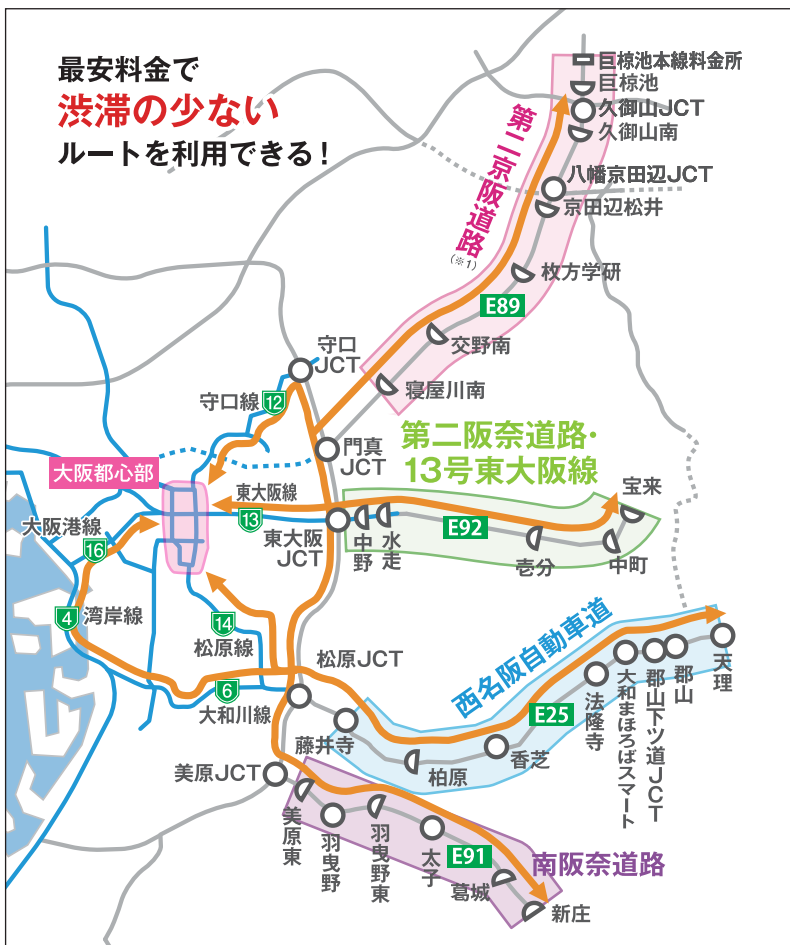 最安料金で
渋滞の少ない
ルートを利用できる！
巨椋池本線料金所
巨椋池
久御山JCT
久御山南
八幡京田辺JCT
京田辺松井
第二京阪道路
(※1)
枚方学研
E89
交野南
寝屋川南
守口
JCT
守口線
12
門真
JCT
第二阪奈道路・
13号東大阪線
大阪都心部
東大阪線
13
宝来
大阪港線
16
東大阪
JCT
中野
水走
E92
壱分
中町
4
湾岸線
14
松原線
松原JCT
西名阪自動車道
6
大和川線
E25
藤井寺
柏原
香芝
法隆寺
大和まほろばスマート
郡山下ツ道JCT
郡山
天理
美原JCT
美原東
羽曳野
羽曳野東
太子
E91
葛城
南阪奈道路
新庄